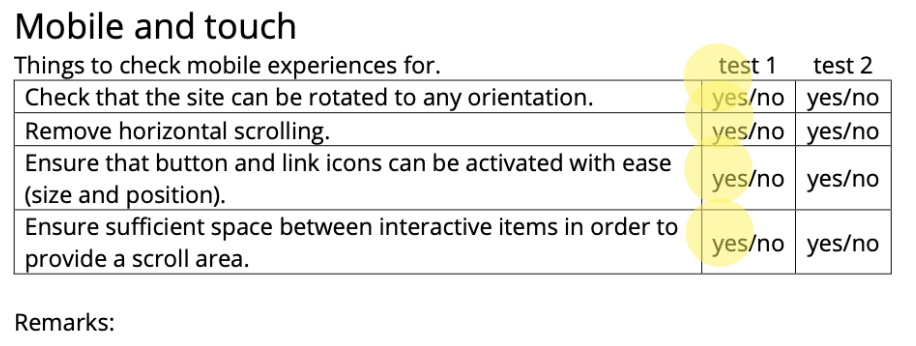 Mobile and touch
Things to check mobile experiences for. test 1 test 2
Check that the site can be rotated to any orientation. yes/no yes/no
Remove horizontal scrolling. yes/no yes/no
Ensure that button and link icons can be activated with ease
(size and position). yes/no yes/no
Ensure sufficient space between interactive items in order to
provide a scroll area. yes/no yes/no
Remarks: